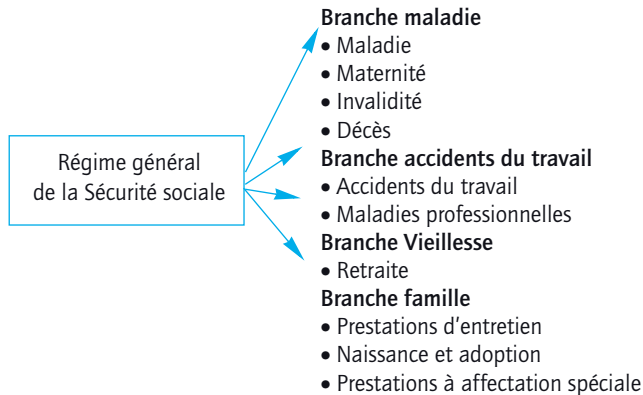 Branche maladie
• Maladie
• Maternité
• Invalidité
• Décès
Régime général
de la Sécurité sociale
Branche accidents du travail
• Accidents du travail
• Maladies professionnelles
Branche Vieillesse
• Retraite
Branche famille
• Prestations d'entretien
• Naissance et adoption
• Prestations à affectation spéciale